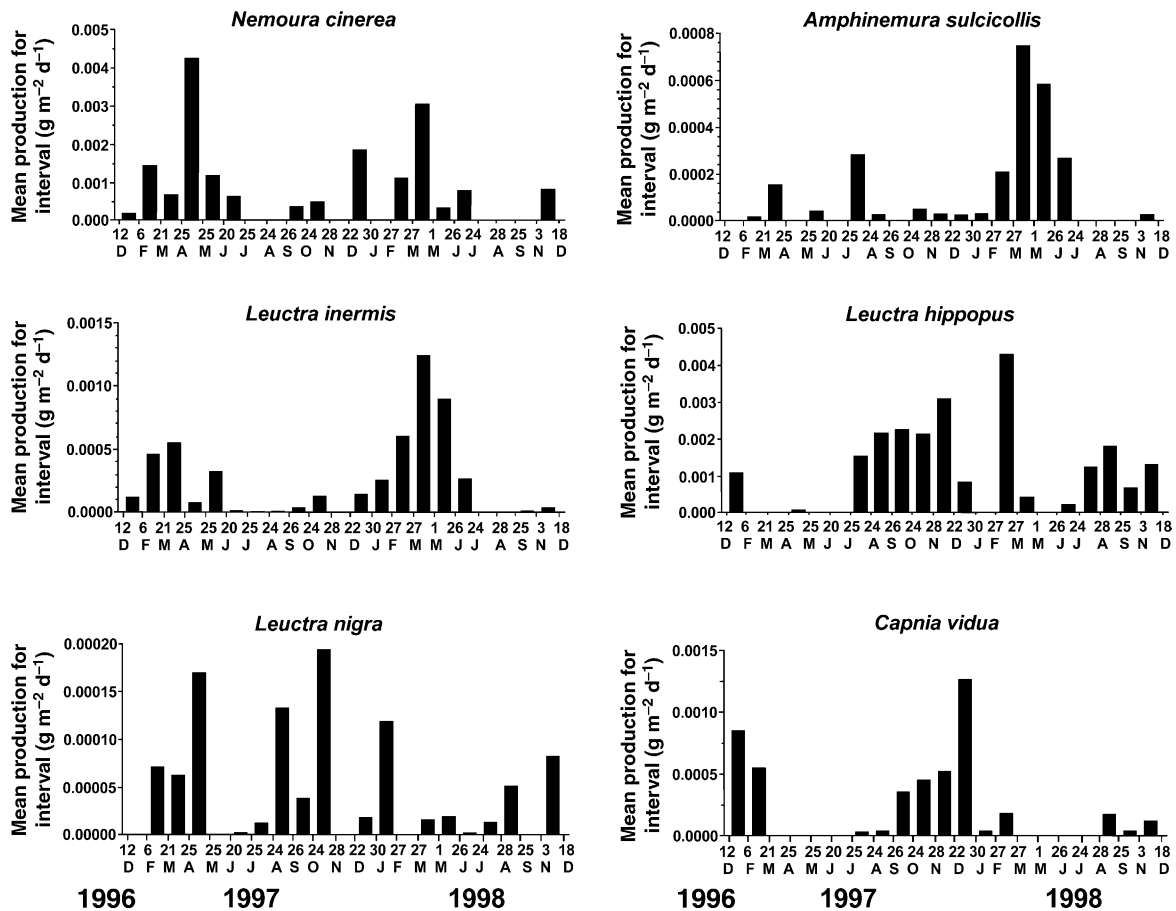 Nemoura cinerea
Mean production for
interval (g m⁻² d⁻¹)
0.005
0.004
0.003
0.002
0.001
0.000
12 6 21 25 25 20 25 24 26 24 28 22 30 27 27 1 26 24 28 25 3 18
D F M A M J J A S O N D J F M M J J A S N D
Amphinemura sulcicollis
Mean production for
interval (g m⁻² d⁻¹)
0.0008
0.0006
0.0004
0.0002
0.0000
12 6 21 25 25 20 25 24 26 24 28 22 30 27 27 1 26 24 28 25 3 18
D F M A M J J A S O N D J F M M J J A S N D
Leuctra inermis
Mean production for
interval (g m⁻² d⁻¹)
0.0015
0.0010
0.0005
0.0000
12 6 21 25 25 20 25 24 26 24 28 22 30 27 27 1 26 24 28 25 3 18
D F M A M J J A S O N D J F M M J J A S N D
Leuctra hippopus
Mean production for
interval (g m⁻² d⁻¹)
0.005
0.004
0.003
0.002
0.001
0.000
12 6 21 25 25 20 25 24 26 24 28 22 30 27 27 1 26 24 28 25 3 18
D F M A M J J A S O N D J F M M J J A S N D
Leuctra nigra
Mean production for
interval (g m⁻² d⁻¹)
0.00020
0.00015
0.00010
0.00005
0.00000
12 6 21 25 25 20 25 24 26 24 28 22 30 27 27 1 26 24 28 25 3 18
D F M A M J J A S O N D J F M M J J A S N D
Capnia vidua
Mean production for
interval (g m⁻² d⁻¹)
0.0015
0.0010
0.0005
0.0000
12 6 21 25 25 20 25 24 26 24 28 22 30 27 27 1 26 24 28 25 3 18
D F M A M J J A S O N D J F M M J J A S N D
1996 1997 1998
1996 1997 1998